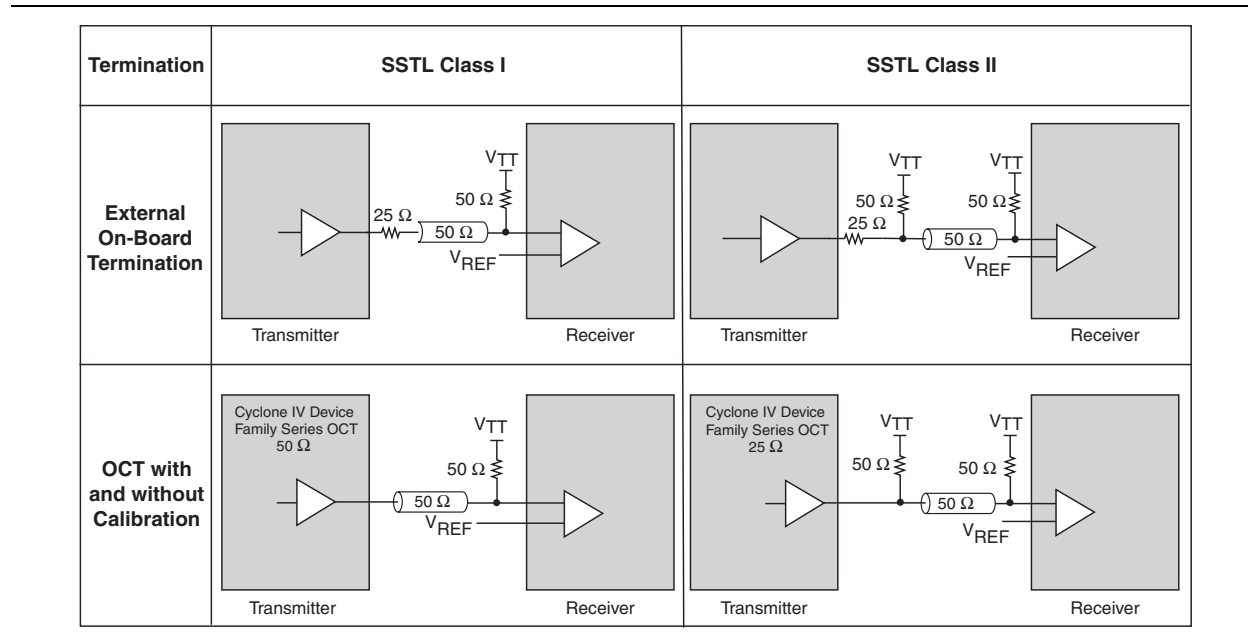 Termination
SSTL Class I
SSTL Class II
External
On-Board
Termination
VTT
50 Ω
25 Ω
50 Ω
VREF
Transmitter
Receiver
VTT
VTT
50 Ω
50 Ω
25 Ω
50 Ω
VREF
Transmitter
Receiver
OCT with
and without
Calibration
Cyclone IV Device
Family Series OCT
50 Ω
VTT
50 Ω
50 Ω
VREF
Transmitter
Receiver
Cyclone IV Device
Family Series OCT
25 Ω
VTT
VTT
50 Ω
50 Ω
50 Ω
VREF
Transmitter
Receiver